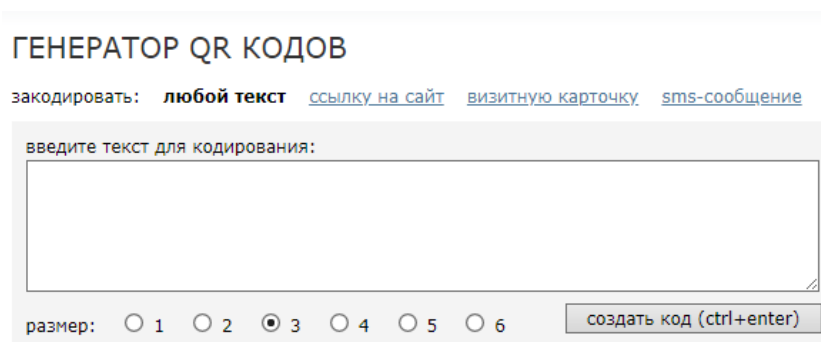 ГЕНЕРАТОР QR КОДОВ
закодировать: любой текст ссылку на сайт визитную карточку sms-сообщение
введите текст для кодирования:
размер: 1 2 3 4 5 6 создать код (ctrl+enter)